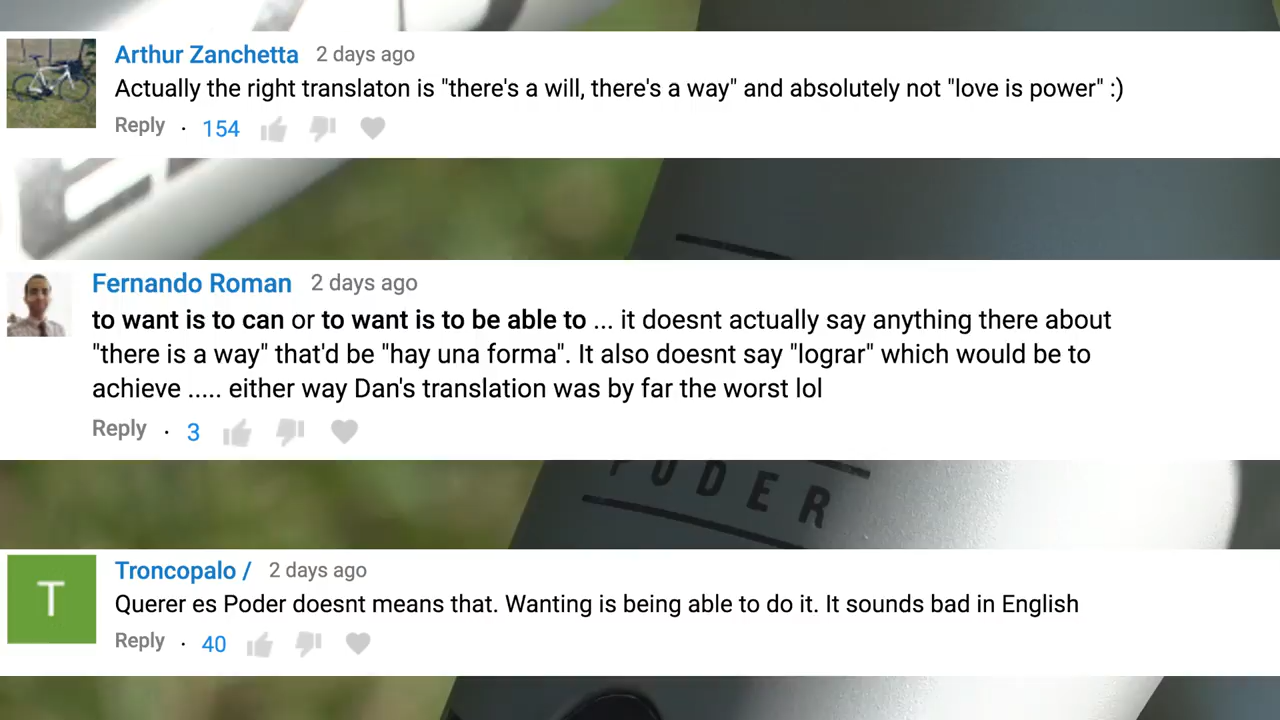 Arthur Zanchetta 2 days ago
Actually the right translaton is "there's a will, there's a way" and absolutely not "love is power" :)
Reply · 154
Fernando Roman 2 days ago
to want is to can or to want is to be able to ... it doesnt actually say anything there about
"there is a way" that'd be "hay una forma". It also doesnt say "lograr" which would be to
achieve ..... either way Dan's translation was by far the worst lol
Reply · 3
PODER
T
Troncopalo / 2 days ago
Querer es Poder doesnt means that. Wanting is being able to do it. It sounds bad in English
Reply · 40